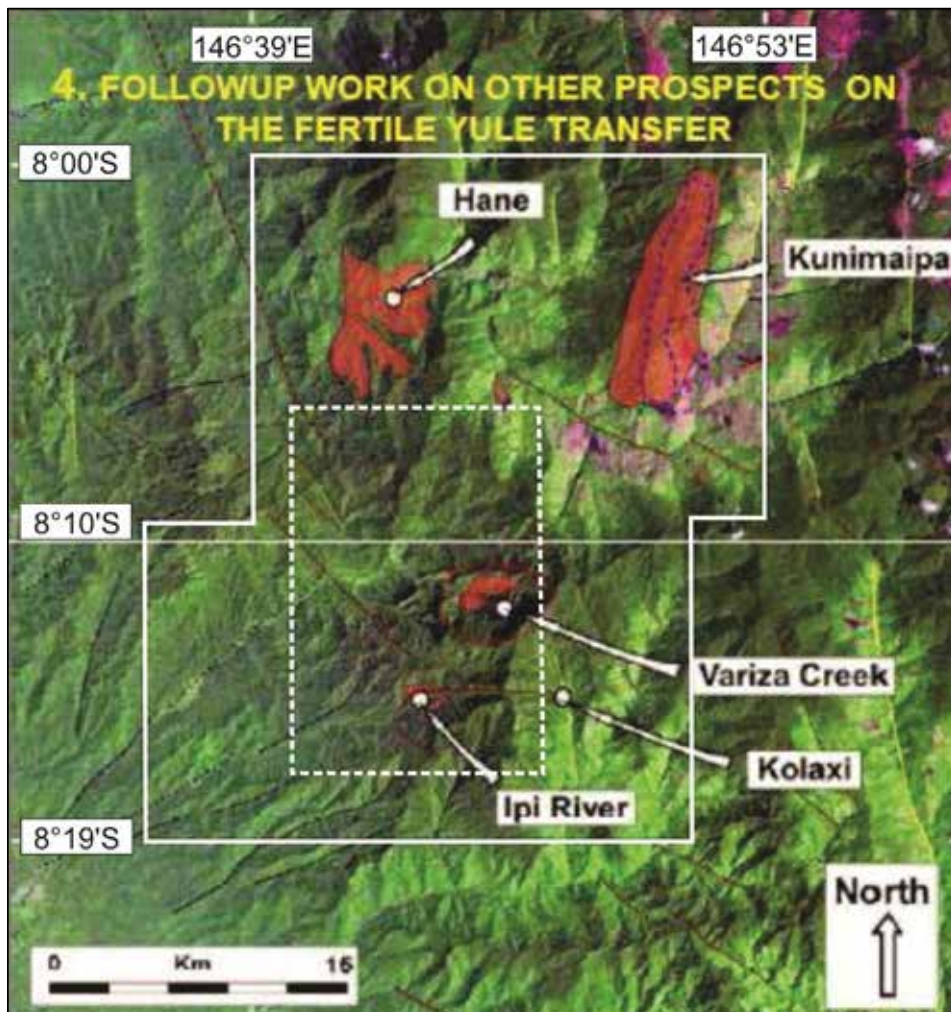 146°39'E 146°53'E
4. FOLLOWUP WORK ON OTHER PROSPECTS ON
THE FERTILE YULE TRANSFER
8°00'S
Hane
Kunimaipa
8°10'S
Variza Creek
Kolaxi
Ipi River
8°19'S
North
0 Km 15